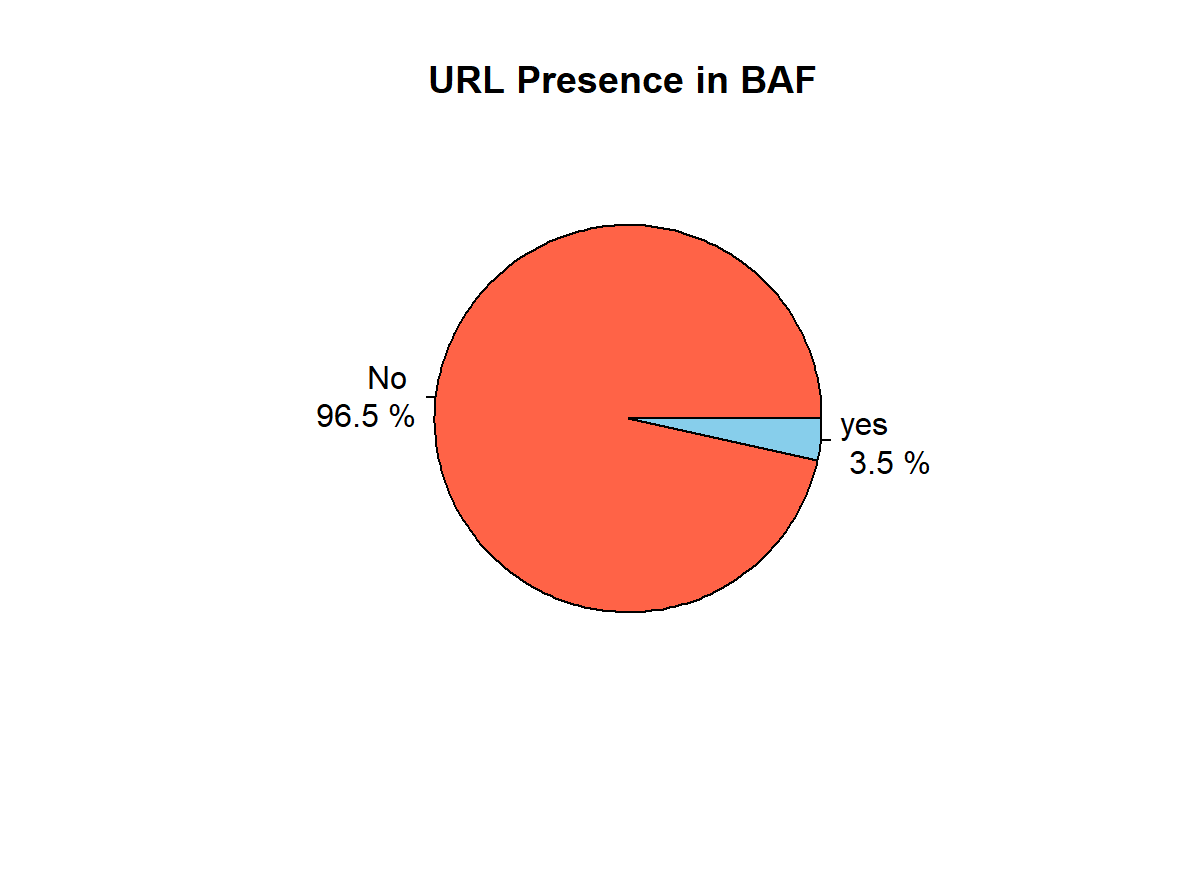 URL Presence in BAF
No
96.5 %
yes
3.5 %